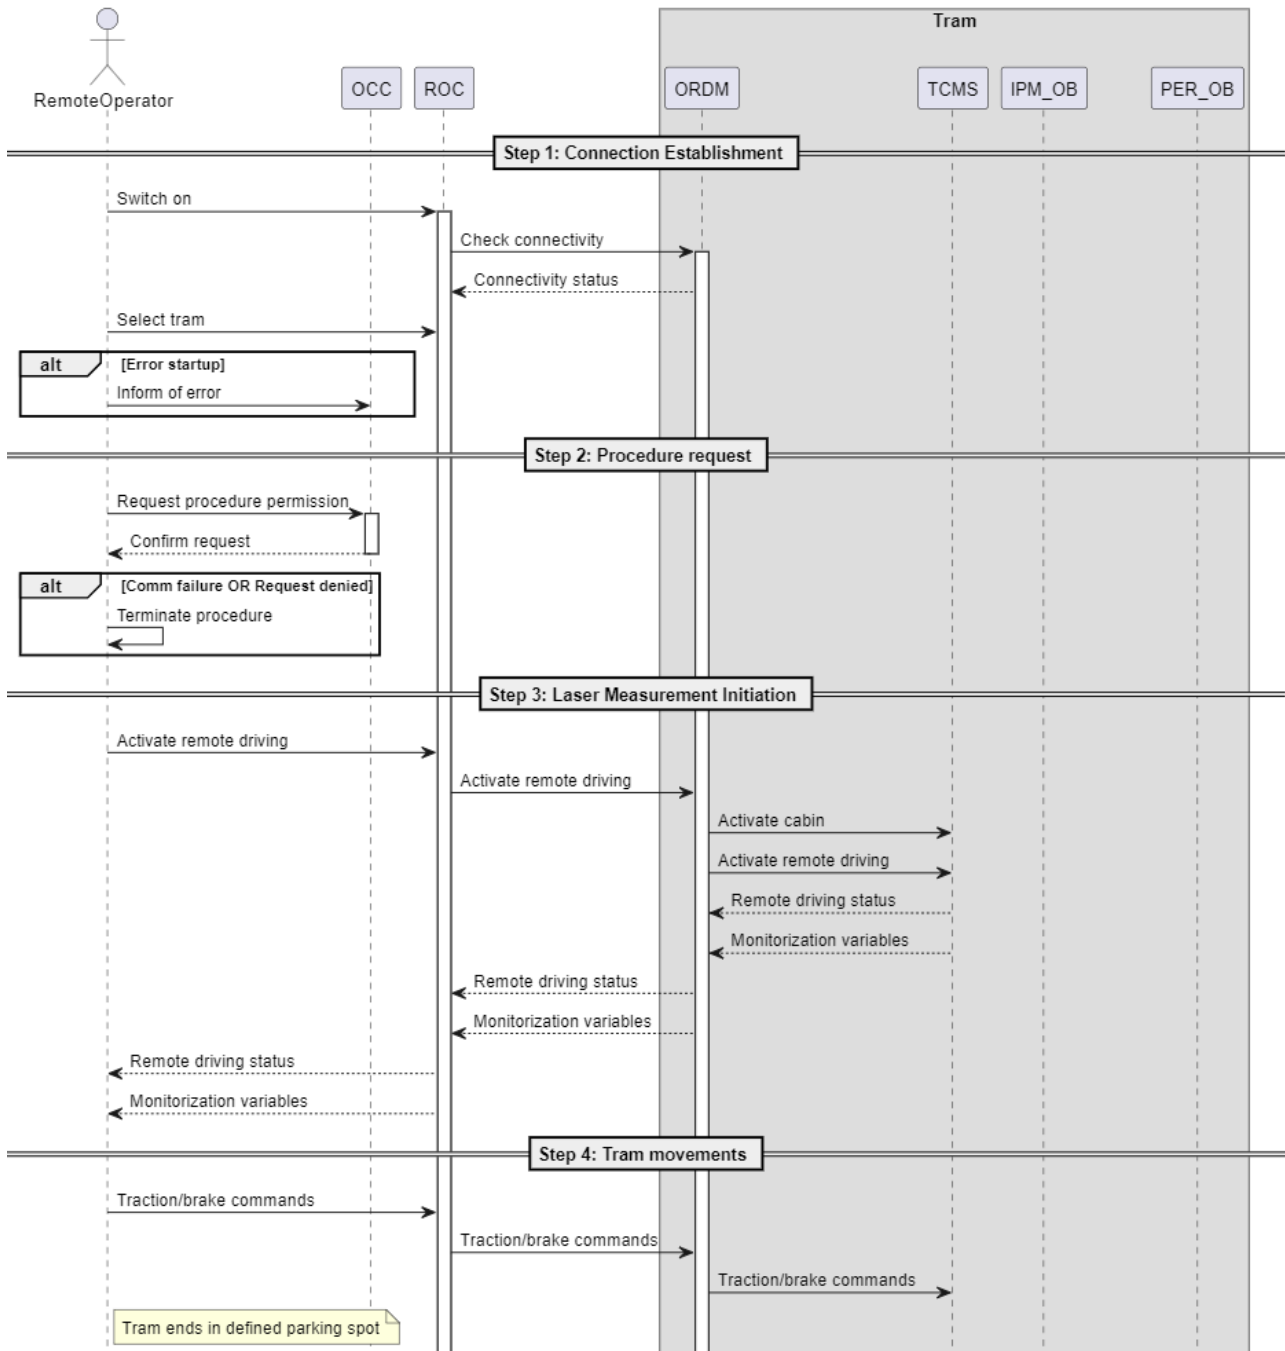 Tram
RemoteOperator
OCC
ROC
ORDM
TCMS
IPM_OB
PER_OB
Step 1: Connection Establishment
Switch on
Check connectivity
Connectivity status
Select tram
alt
[Error startup]
Inform of error
Step 2: Procedure request
Request procedure permission
Confirm request
alt
[Comm failure OR Request denied]
Terminate procedure
Step 3: Laser Measurement Initiation
Activate remote driving
Activate remote driving
Activate cabin
Activate remote driving
Remote driving status
Monitorization variables
Remote driving status
Monitorization variables
Remote driving status
Monitorization variables
Step 4: Tram movements
Traction/brake commands
Traction/brake commands
Traction/brake commands
Tram ends in defined parking spot